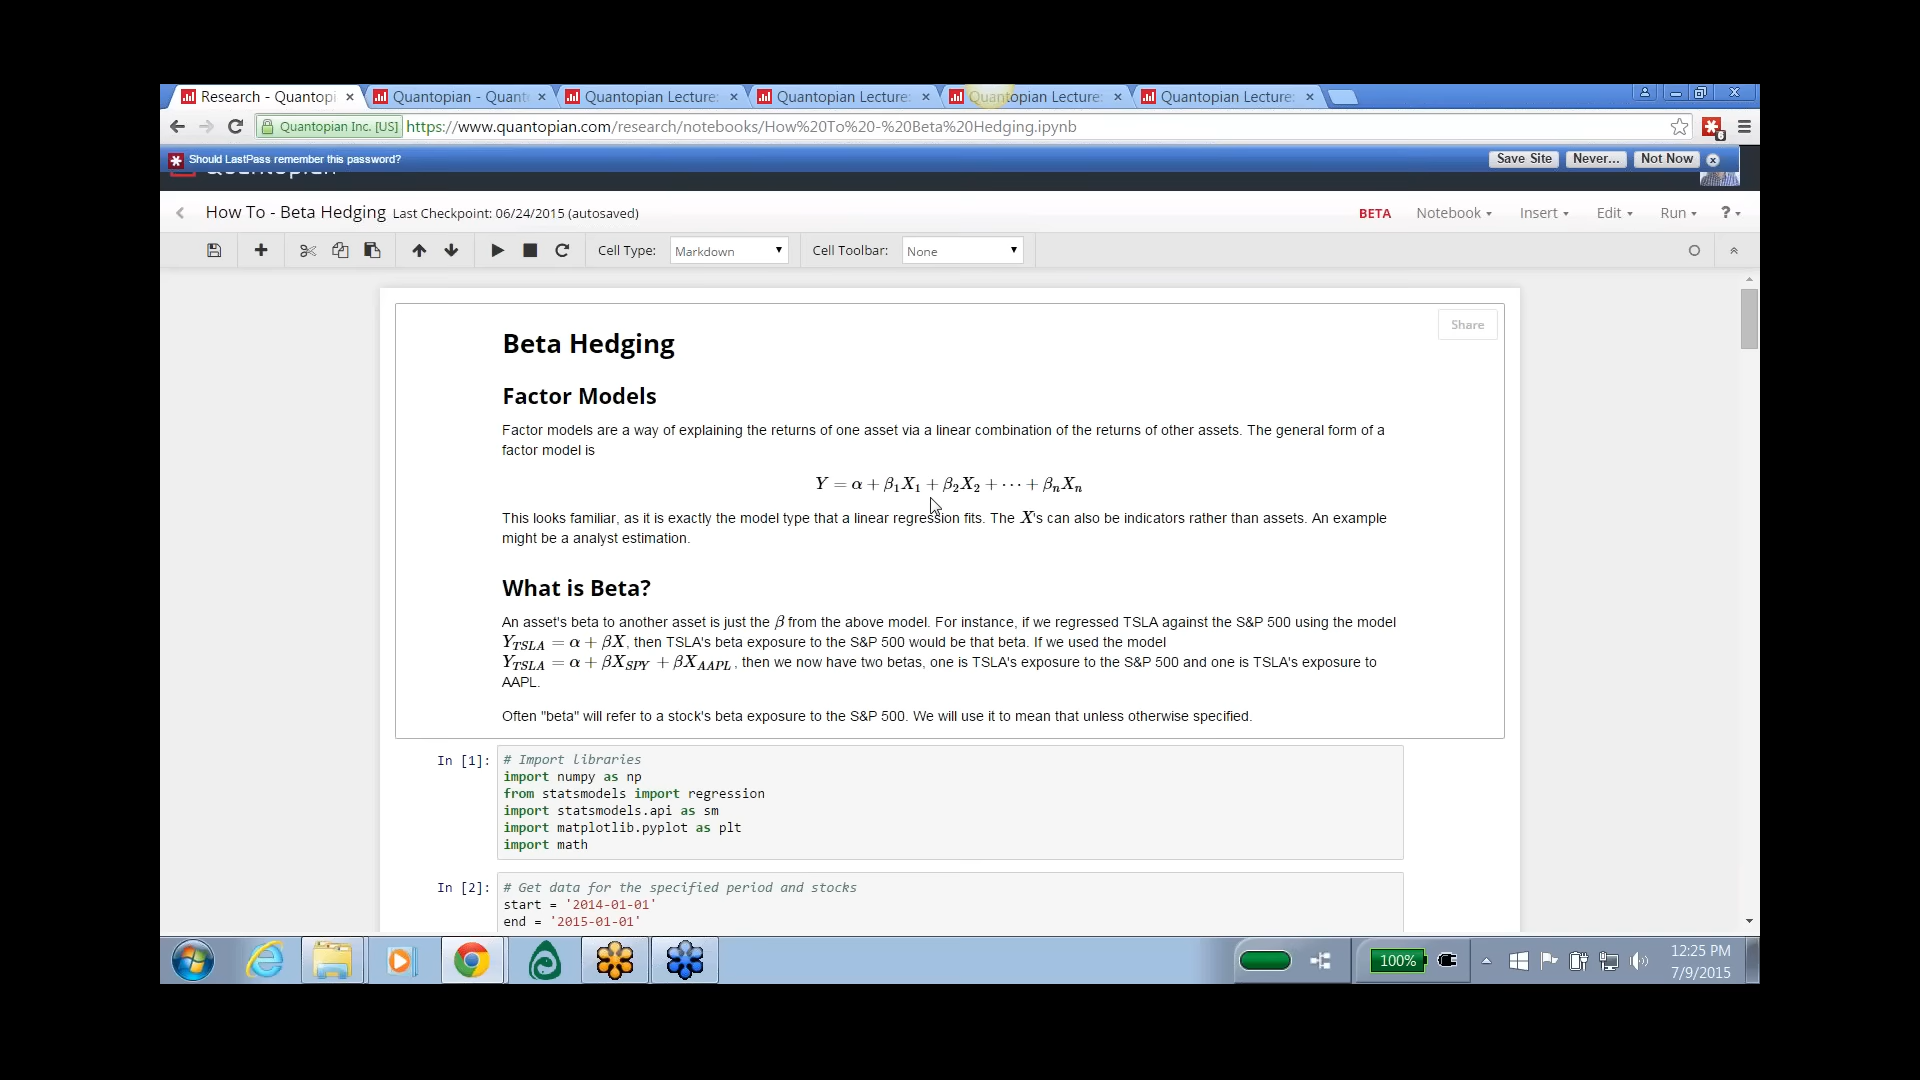 Research - Quantopi
Quantopian - Quant
Quantopian Lecture:
Quantopian Lecture:
Quantopian Lecture:
Quantopian Lecture:
Quantopian Inc. [US] https://www.quantopian.com/research/notebooks/How%20To%20-%20Beta%20Hedging.ipynb
6
Should LastPass remember this password?
Save Site Never... Not Now
How To - Beta Hedging Last Checkpoint: 06/24/2015 (autosaved)
BETA Notebook Insert Edit Run ?
Cell Type: Markdown Cell Toolbar: None
Share
Beta Hedging
Factor Models
Factor models are a way of explaining the returns of one asset via a linear combination of the returns of other assets. The general form of a
factor model is
Y = α + β₁X₁ + β₂X₂ + ⋯ + βₙXₙ
This looks familiar, as it is exactly the model type that a linear regression fits. The X's can also be indicators rather than assets. An example
might be a analyst estimation.
What is Beta?
An asset's beta to another asset is just the β from the above model. For instance, if we regressed TSLA against the S&P 500 using the model
Y_TSLA = α + βX, then TSLA's beta exposure to the S&P 500 would be that beta. If we used the model
Y_TSLA = α + βX_SPY + βX_AAPL, then we now have two betas, one is TSLA's exposure to the S&P 500 and one is TSLA's exposure to
AAPL.
Often "beta" will refer to a stock's beta exposure to the S&P 500. We will use it to mean that unless otherwise specified.
In [1]: # Import libraries
import numpy as np
from statsmodels import regression
import statsmodels.api as sm
import matplotlib.pyplot as plt
import math
In [2]: # Get data for the specified period and stocks
start = '2014-01-01'
end = '2015-01-01'
100%
12:25 PM
7/9/2015